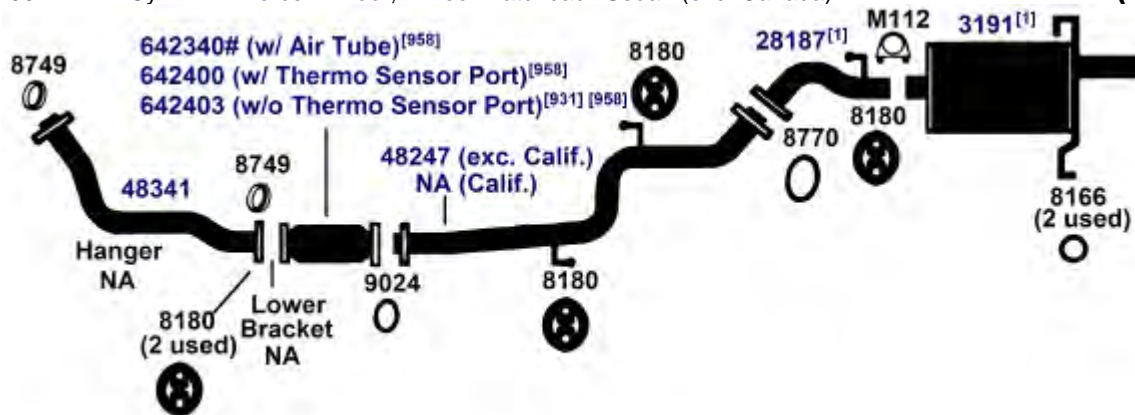 8749
642340# (w/ Air Tube)[958]
642400 (w/ Thermo Sensor Port)[958]
642403 (w/o Thermo Sensor Port)[931] [958]
8180
28187[1]
M112
3191[1]
8749
48341
48247 (exc. Calif.)
NA (Calif.)
8770
8180
8166
(2 used)
Hanger
NA
8180
(2 used)
Lower
Bracket
NA
9024
8180